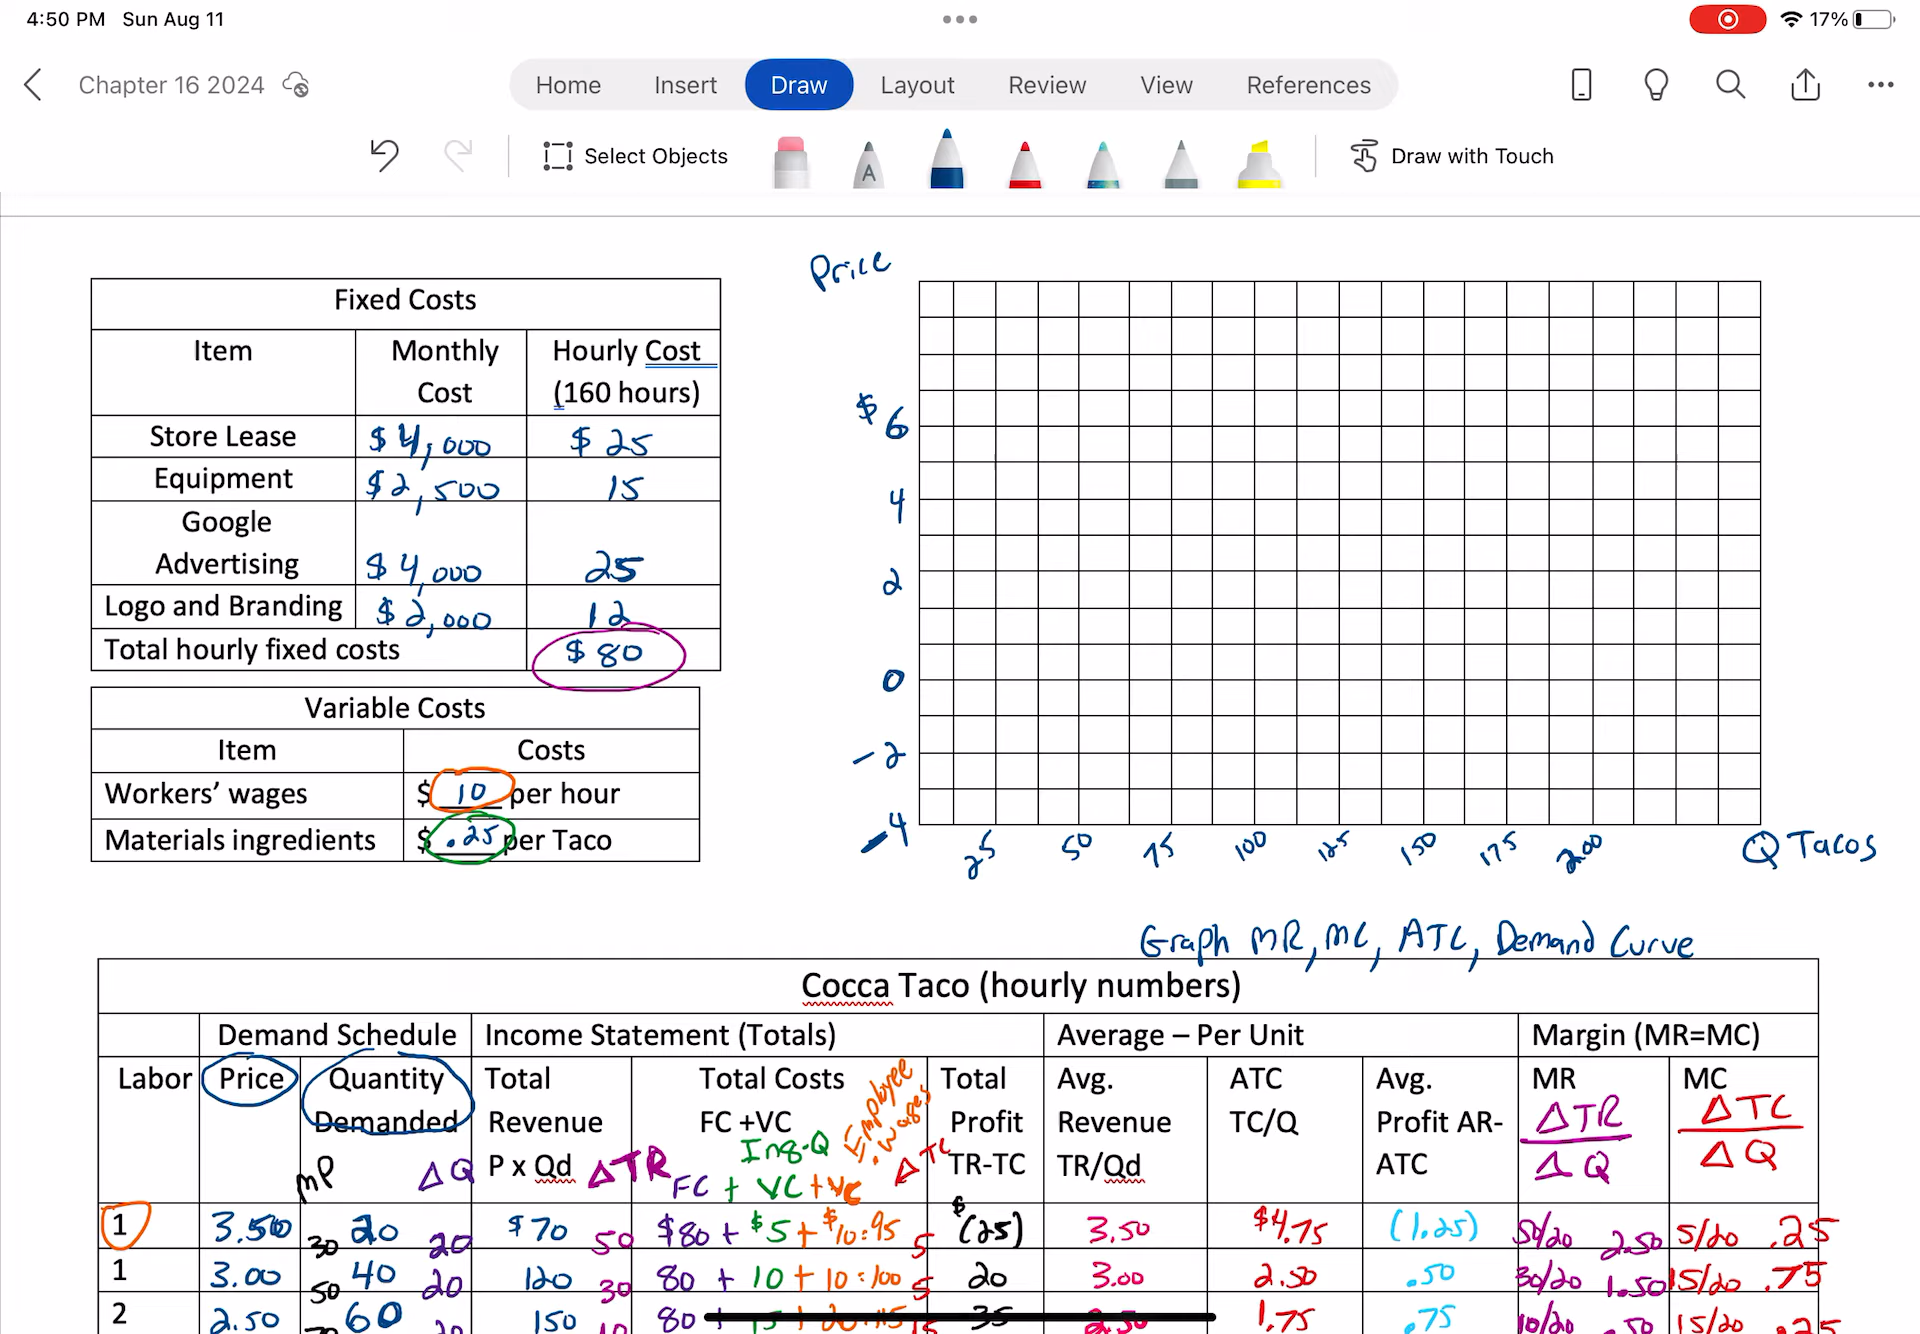 4:50 PM Sun Aug 11
17%
Chapter 16 2024
Home Insert Draw Layout Review View References
Select Objects
A
Draw with Touch
Fixed Costs
Item Monthly Cost Hourly Cost (160 hours)
Store Lease $4,000 $25
Equipment $2,500 15
Google Advertising $4,000 25
Logo and Branding $2,000 12
Total hourly fixed costs $80
Variable Costs
Item Costs
Workers' wages $ 10 per hour
Materials ingredients $ .25 per Taco
Price
$6
4
2
0
-2
-4
25 50 75 100 125 150 175 200 Q Tacos
Graph MR, MC, ATC, Demand Curve
Cocca Taco (hourly numbers)
Demand Schedule Income Statement (Totals) Average – Per Unit Margin (MR=MC)
Labor Price Quantity Demanded Total Revenue P x Qd Total Costs FC +VC Total Profit TR-TC Avg. Revenue TR/Qd ATC TC/Q Avg. Profit AR-ATC MR ΔTR/ΔQ MC ΔTC/ΔQ
MP ΔQ ΔTR Ing·Q Employee · wages ΔTC
FC + VC + VC
1 3.50 20 $70 $80 + $5 + $10 = 95 $(25) 3.50 $4.75 (1.25)
30 20 50 5 50/20 2.50 5/20 .25
1 3.00 40 120 80 + 10 + 10 = 100 20 3.00 2.50 .50
50 20 30 5 30/20 1.50 15/20 .75
2 2.50 60 150 80 35 2.50 1.75 .75
10/20 .50 15/20